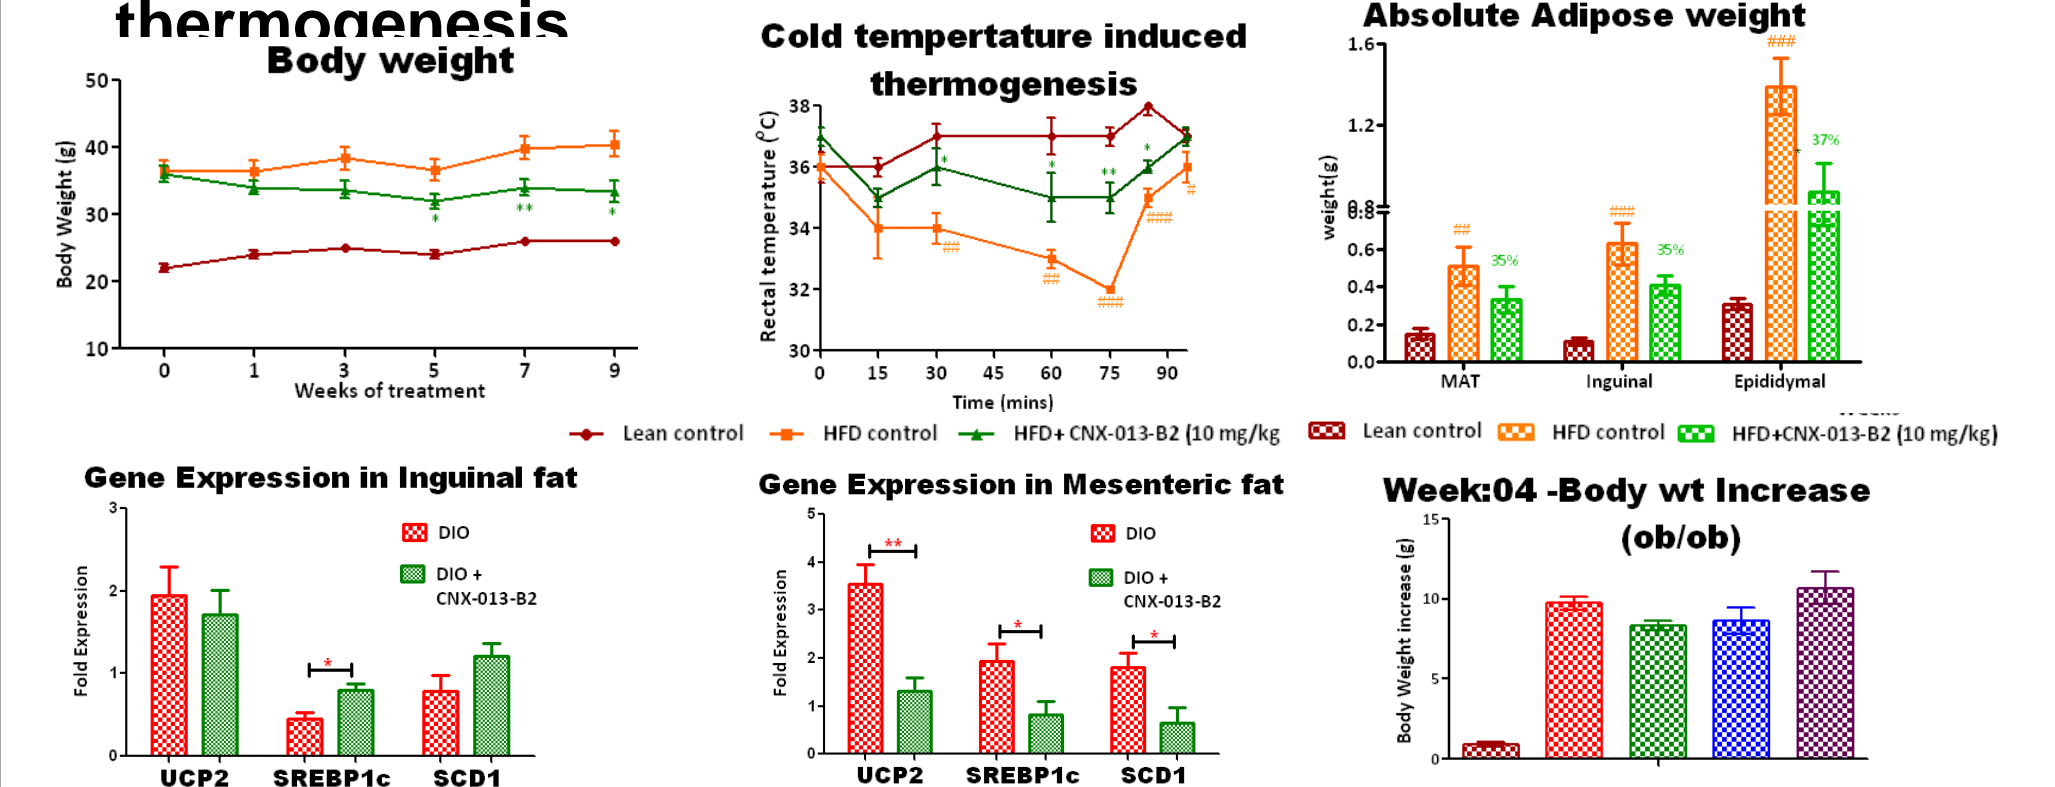 thermogenesis
Body weight
50
40
30
20
10
Body Weight (g)
0 1 3 5 7 9
Weeks of treatment
*
**
*
Cold tempertature induced
thermogenesis
38
36
34
32
30
Rectal temperature (⁰C)
0 15 30 45 60 75 90
Time (mins)
*
*
**
*
##
##
###
###
#
Absolute Adipose weight
1.6
1.2
0.8
0.8
0.6
0.4
0.2
0.0
weight(g)
##
35%
###
35%
###
*
37%
MAT Inguinal Epididymal
Lean control HFD control HFD+ CNX-013-B2 (10 mg/kg
Lean control HFD control HFD+CNX-013-B2 (10 mg/kg)
Gene Expression in Inguinal fat
3
2
1
0
Fold Expression
DIO
DIO +
CNX-013-B2
*
UCP2 SREBP1c SCD1
Gene Expression in Mesenteric fat
5
4
3
2
1
0
Fold Expression
DIO
DIO +
CNX-013-B2
**
*
*
UCP2 SREBP1c SCD1
Week:04 -Body wt Increase
(ob/ob)
15
10
5
0
Body Weight increase (g)